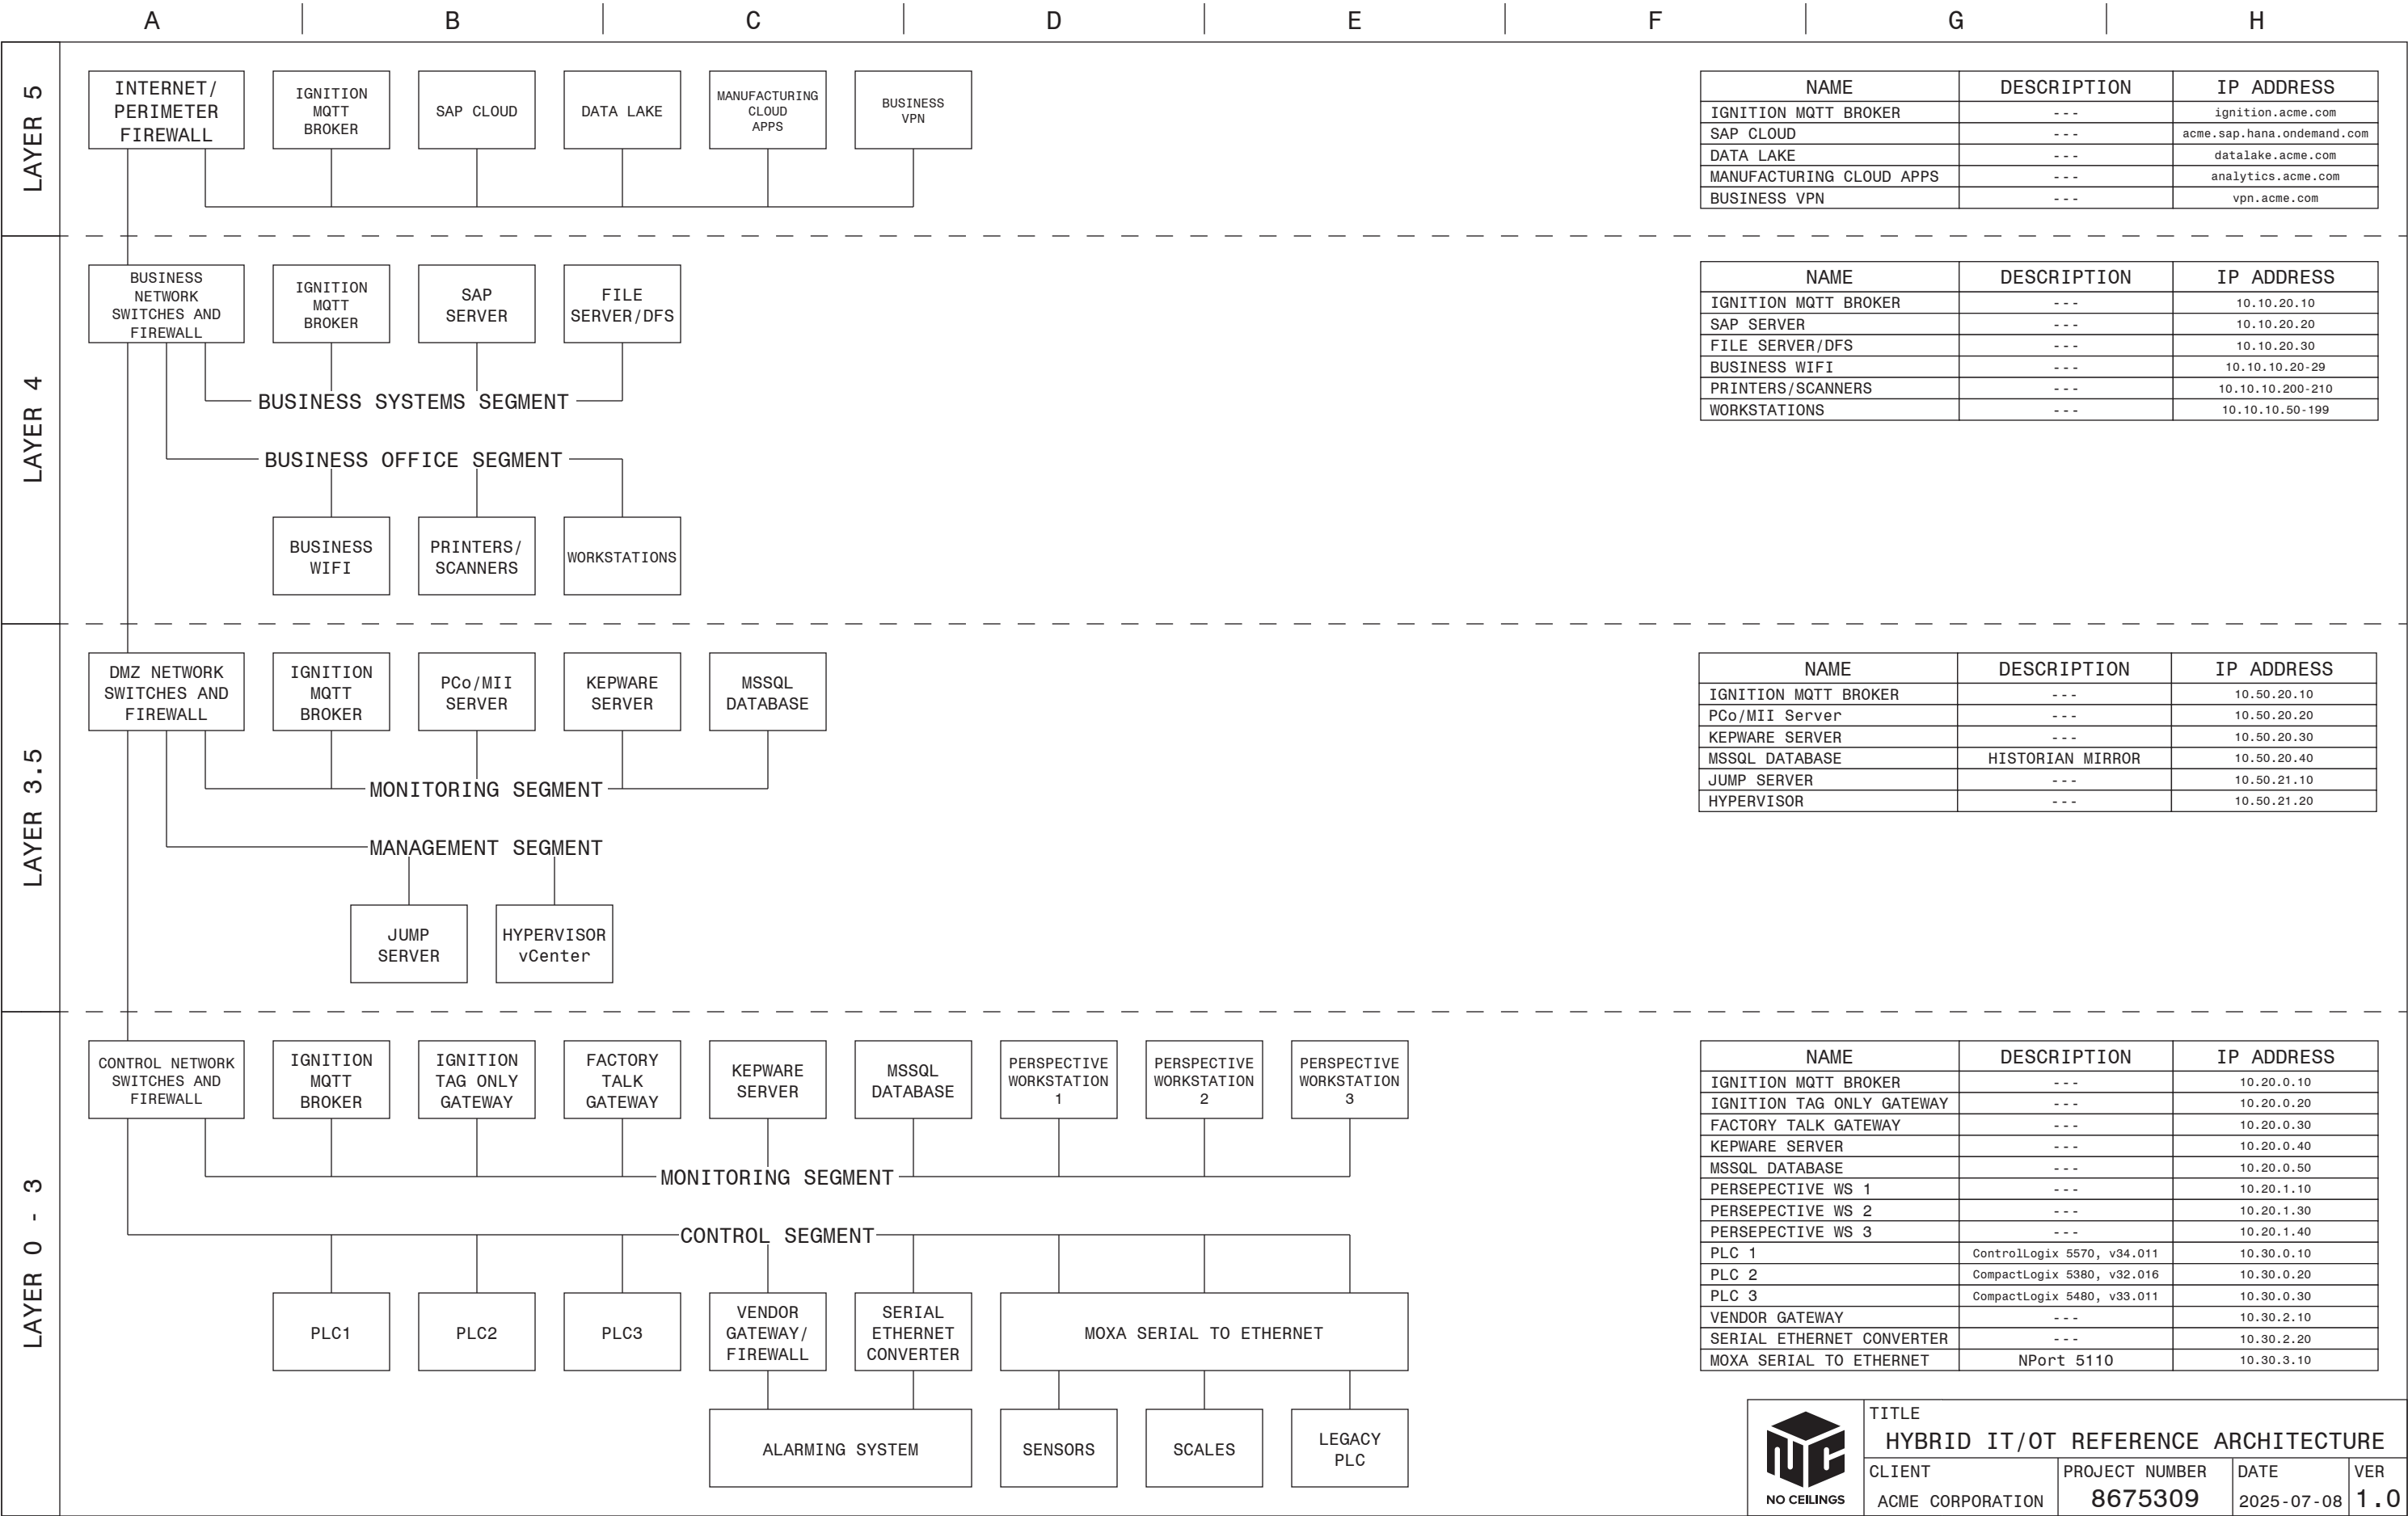 A B C D E F G H
LAYER 5
INTERNET/
PERIMETER
FIREWALL
IGNITION
MQTT
BROKER
SAP CLOUD
DATA LAKE
MANUFACTURING
CLOUD
APPS
BUSINESS
VPN
NAME DESCRIPTION IP ADDRESS
IGNITION MQTT BROKER --- ignition.acme.com
SAP CLOUD --- acme.sap.hana.ondemand.com
DATA LAKE --- datalake.acme.com
MANUFACTURING CLOUD APPS --- analytics.acme.com
BUSINESS VPN --- vpn.acme.com
LAYER 4
BUSINESS
NETWORK
SWITCHES AND
FIREWALL
IGNITION
MQTT
BROKER
SAP
SERVER
FILE
SERVER/DFS
BUSINESS SYSTEMS SEGMENT
BUSINESS OFFICE SEGMENT
BUSINESS
WIFI
PRINTERS/
SCANNERS
WORKSTATIONS
NAME DESCRIPTION IP ADDRESS
IGNITION MQTT BROKER --- 10.10.20.10
SAP SERVER --- 10.10.20.20
FILE SERVER/DFS --- 10.10.20.30
BUSINESS WIFI --- 10.10.10.20-29
PRINTERS/SCANNERS --- 10.10.10.200-210
WORKSTATIONS --- 10.10.10.50-199
LAYER 3.5
DMZ NETWORK
SWITCHES AND
FIREWALL
IGNITION
MQTT
BROKER
PCo/MII
SERVER
KEPWARE
SERVER
MSSQL
DATABASE
MONITORING SEGMENT
MANAGEMENT SEGMENT
JUMP
SERVER
HYPERVISOR
vCenter
NAME DESCRIPTION IP ADDRESS
IGNITION MQTT BROKER --- 10.50.20.10
PCo/MII Server --- 10.50.20.20
KEPWARE SERVER --- 10.50.20.30
MSSQL DATABASE HISTORIAN MIRROR 10.50.20.40
JUMP SERVER --- 10.50.21.10
HYPERVISOR --- 10.50.21.20
LAYER 0 - 3
CONTROL NETWORK
SWITCHES AND
FIREWALL
IGNITION
MQTT
BROKER
IGNITION
TAG ONLY
GATEWAY
FACTORY
TALK
GATEWAY
KEPWARE
SERVER
MSSQL
DATABASE
PERSPECTIVE
WORKSTATION
1
PERSPECTIVE
WORKSTATION
2
PERSPECTIVE
WORKSTATION
3
MONITORING SEGMENT
CONTROL SEGMENT
PLC1
PLC2
PLC3
VENDOR
GATEWAY/
FIREWALL
SERIAL
ETHERNET
CONVERTER
MOXA SERIAL TO ETHERNET
ALARMING SYSTEM
SENSORS
SCALES
LEGACY
PLC
NAME DESCRIPTION IP ADDRESS
IGNITION MQTT BROKER --- 10.20.0.10
IGNITION TAG ONLY GATEWAY --- 10.20.0.20
FACTORY TALK GATEWAY --- 10.20.0.30
KEPWARE SERVER --- 10.20.0.40
MSSQL DATABASE --- 10.20.0.50
PERSEPECTIVE WS 1 --- 10.20.1.10
PERSEPECTIVE WS 2 --- 10.20.1.30
PERSEPECTIVE WS 3 --- 10.20.1.40
PLC 1 ControlLogix 5570, v34.011 10.30.0.10
PLC 2 CompactLogix 5380, v32.016 10.30.0.20
PLC 3 CompactLogix 5480, v33.011 10.30.0.30
VENDOR GATEWAY --- 10.30.2.10
SERIAL ETHERNET CONVERTER --- 10.30.2.20
MOXA SERIAL TO ETHERNET NPort 5110 10.30.3.10
NC
NO CEILINGS
TITLE
HYBRID IT/OT REFERENCE ARCHITECTURE
CLIENT PROJECT NUMBER DATE VER
ACME CORPORATION 8675309 2025-07-08 1.0